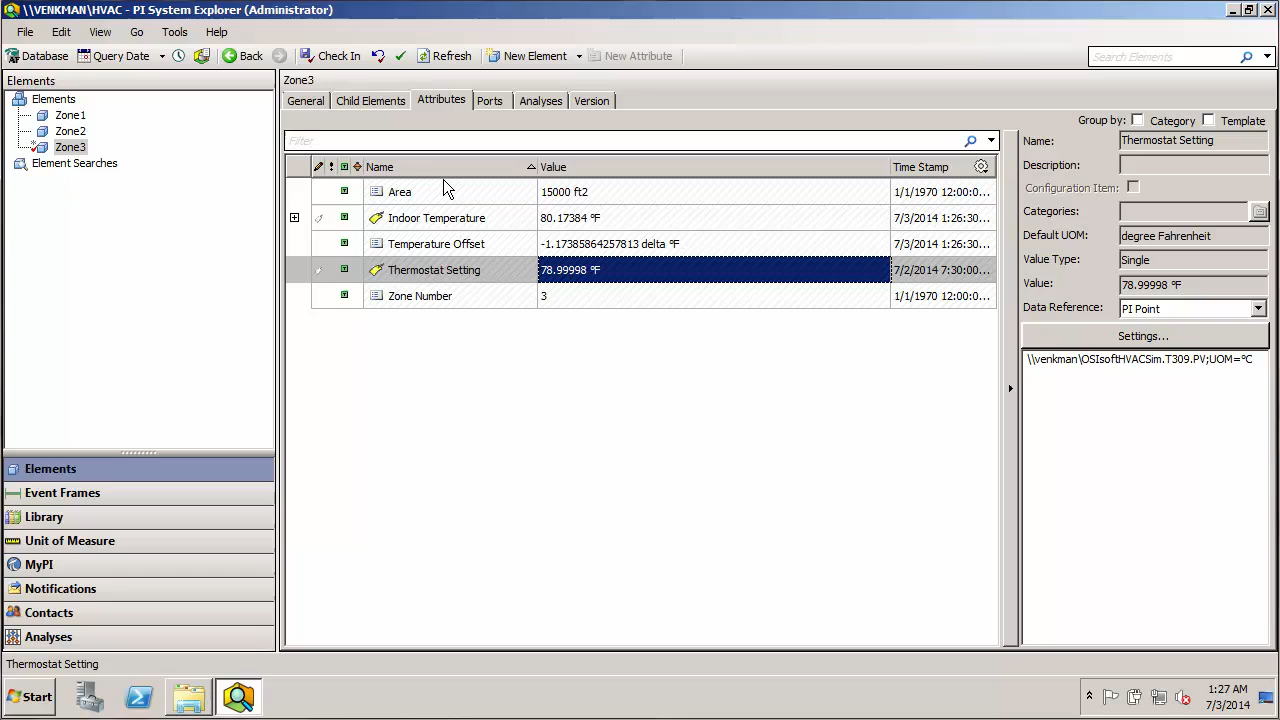 \\VENKMAN\HVAC - PI System Explorer (Administrator)
File Edit View Go Tools Help
Database Query Date Back Check In Refresh New Element New Attribute Search Elements
Elements
Elements
Zone1
Zone2
Zone3
Element Searches
Elements
Event Frames
Library
Unit of Measure
MyPI
Notifications
Contacts
Analyses
Zone3
General Child Elements Attributes Ports Analyses Version
Group by: Category Template
Filter
Name Value Time Stamp
Area 15000 ft2 1/1/1970 12:00:0...
Indoor Temperature 80.17384 °F 7/3/2014 1:26:30...
Temperature Offset -1.17385864257813 delta °F 7/3/2014 1:26:30...
Thermostat Setting 78.99998 °F 7/2/2014 7:30:00...
Zone Number 3 1/1/1970 12:00:0...
Name: Thermostat Setting
Description:
Configuration Item:
Categories:
Default UOM: degree Fahrenheit
Value Type: Single
Value: 78.99998 °F
Data Reference: PI Point
Settings...
\\venkman\OSIsoftHVACSim.T309.PV;UOM=°C
Thermostat Setting
Start
1:27 AM
7/3/2014